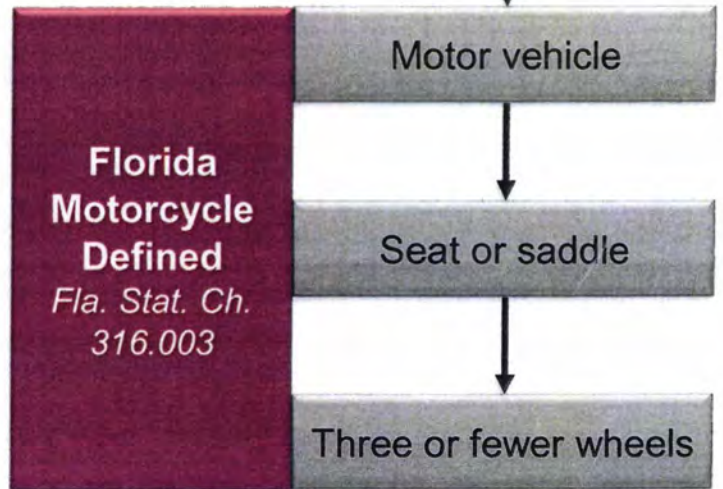 Florida
Motorcycle
Defined
Fla. Stat. Ch.
316.003
Motor vehicle
Seat or saddle
Three or fewer wheels